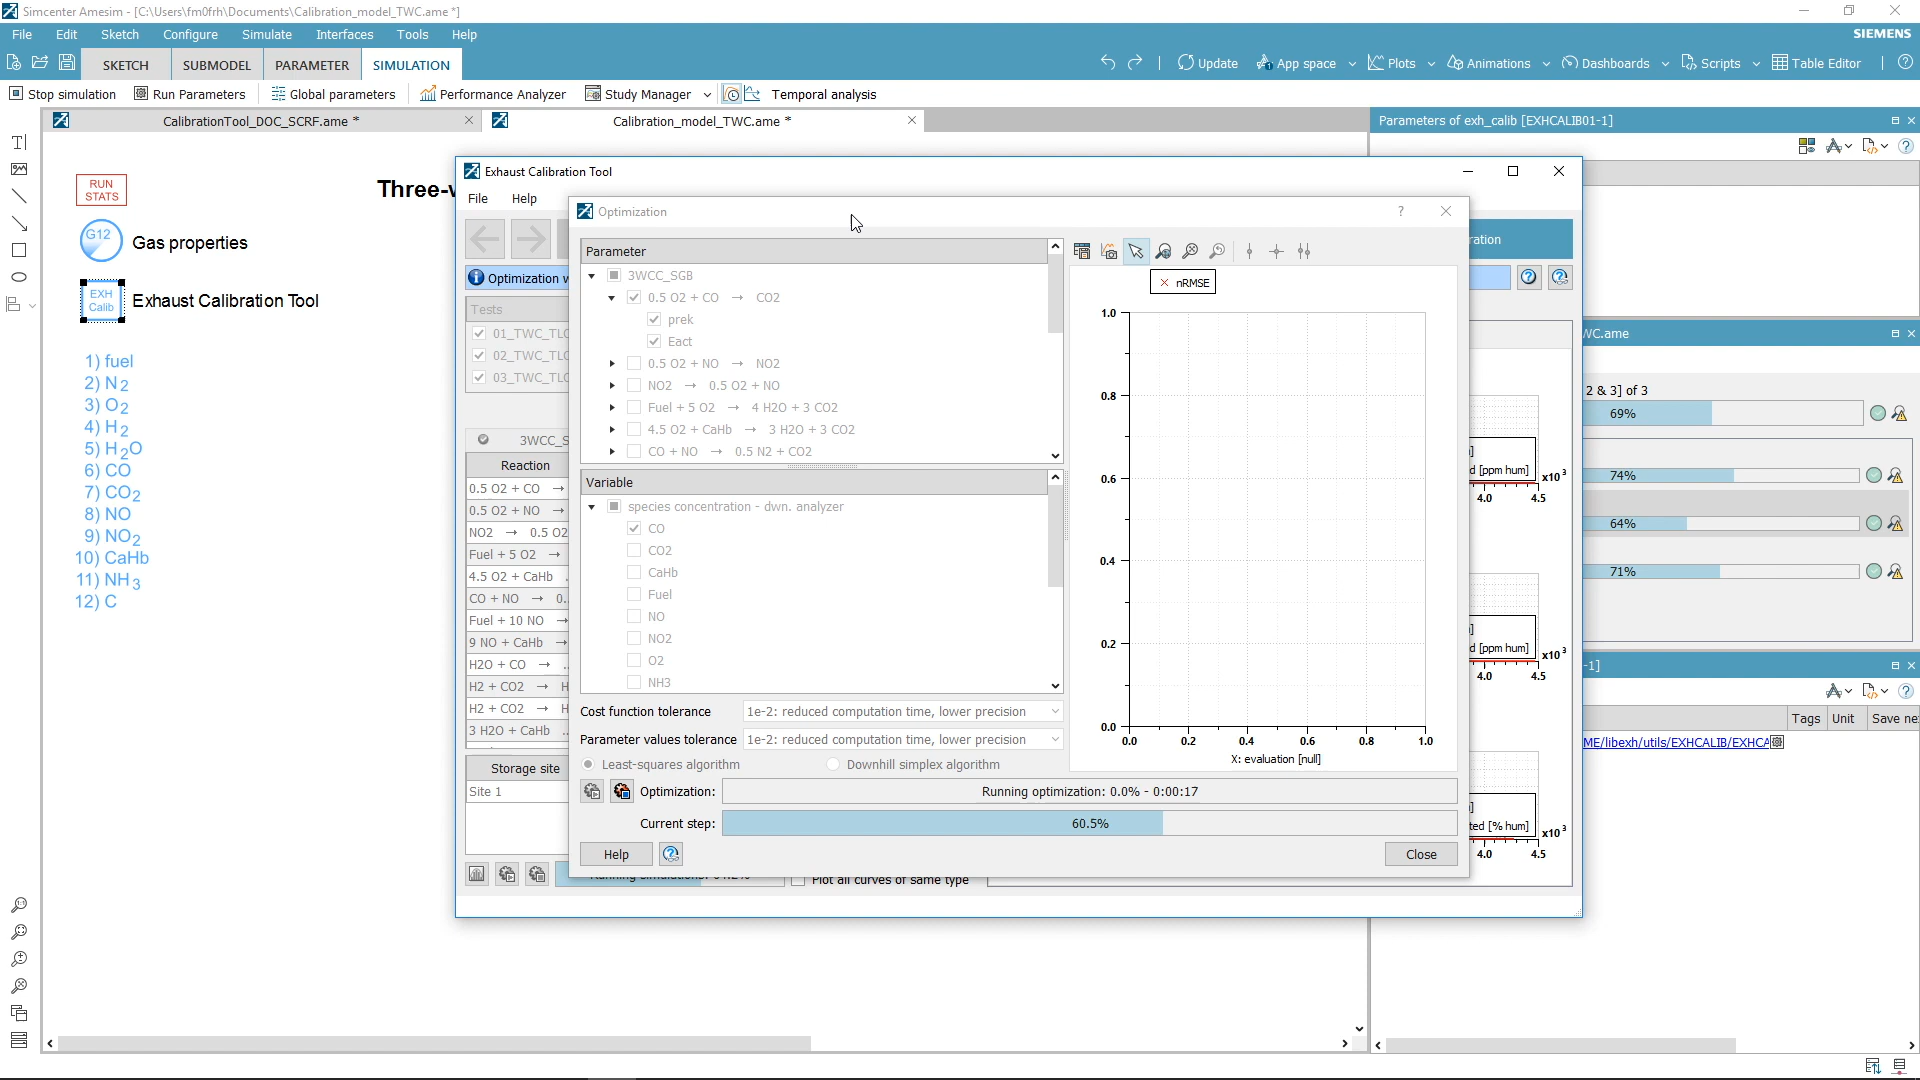 Simcenter Amesim - [C:\Users\fm0frh\Documents\Calibration_model_TWC.ame *]
File Edit Sketch Configure Simulate Interfaces Tools Help
SIEMENS
SKETCH SUBMODEL PARAMETER SIMULATION
Update App space Plots Animations Dashboards Scripts Table Editor
Stop simulation Run Parameters Global parameters Performance Analyzer Study Manager Temporal analysis
CalibrationTool_DOC_SCRF.ame *
Calibration_model_TWC.ame *
Parameters of exh_calib [EXHCALIB01-1]
RUN
STATS
Three-
G12
Gas properties
EXH
Calib
Exhaust Calibration Tool
1) fuel
2) N2
3) O2
4) H2
5) H2O
6) CO
7) CO2
8) NO
9) NO2
10) CaHb
11) NH3
12) C
Exhaust Calibration Tool
File Help
ration
Optimization
Tests
01_TWC_TLC
02_TWC_TLC
03_TWC_TLC
3WCC_S
Reaction
0.5 O2 + CO →
0.5 O2 + NO →
NO2 → 0.5 O2
Fuel + 5 O2 →
4.5 O2 + CaHb
CO + NO → 0..
Fuel + 10 NO →
9 NO + CaHb →
H2O + CO → ..
H2 + CO2 → H
H2 + CO2 → H
3 H2O + CaHb
Storage site
Site 1
Plot all curves of same type
Optimization
Parameter
3WCC_SGB
0.5 O2 + CO → CO2
prek
Eact
0.5 O2 + NO → NO2
NO2 → 0.5 O2 + NO
Fuel + 5 O2 → 4 H2O + 3 CO2
4.5 O2 + CaHb → 3 H2O + 3 CO2
CO + NO → 0.5 N2 + CO2
Variable
species concentration - dwn. analyzer
CO
CO2
CaHb
Fuel
NO
NO2
O2
NH3
Cost function tolerance 1e-2: reduced computation time, lower precision
Parameter values tolerance 1e-2: reduced computation time, lower precision
Least-squares algorithm Downhill simplex algorithm
Optimization: Running optimization: 0.0% - 0:00:17
Current step: 60.5%
Help Close
nRMSE
1.0
0.8
0.6
0.4
0.2
0.0
0.0 0.2 0.4 0.6 0.8 1.0
X: evaluation [null]
]
d [ppm hum] x10 3
4.0 4.5
]
d [ppm hum] x10 3
4.0 4.5
]
ted [% hum] x10 3
4.0 4.5
WC.ame
2 & 3] of 3
69%
74%
64%
71%
-1]
Tags Unit Save ne
ME/libexh/utils/EXHCALIB/EXHCA